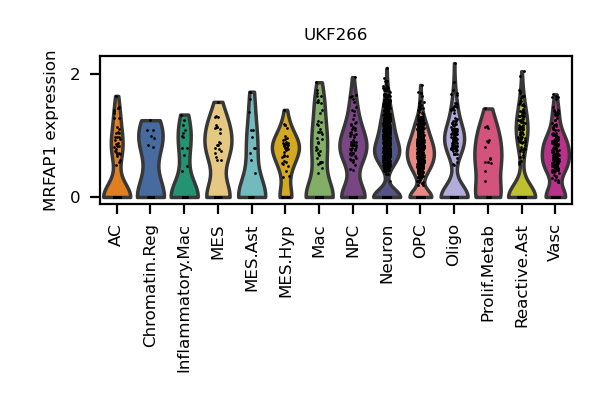 UKF266
MRFAP1 expression
2
0
AC
Chromatin.Reg
Inflammatory.Mac
MES
MES.Ast
MES.Hyp
Mac
NPC
Neuron
OPC
Oligo
Prolif.Metab
Reactive.Ast
Vasc